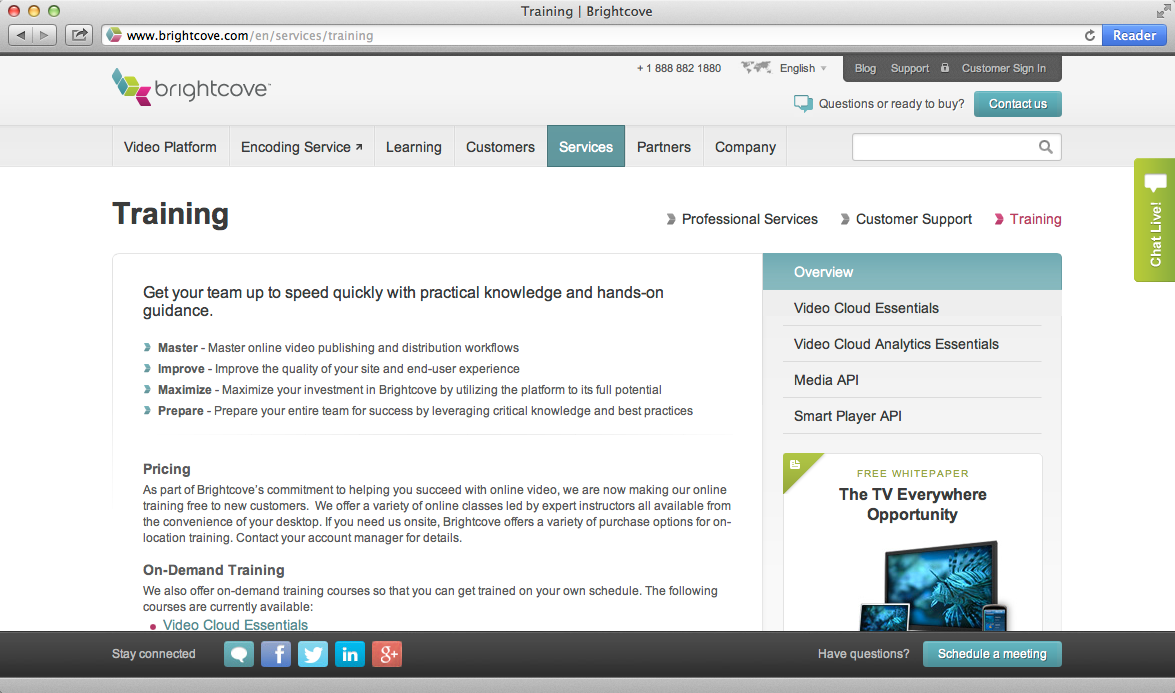 Training | Brightcove
www.brightcove.com/en/services/training
Reader
brightcove™
+ 1 888 882 1880
English
Blog
Support
Customer Sign In
Questions or ready to buy?
Contact us
Video Platform
Encoding Service
Learning
Customers
Services
Partners
Company
Chat Live!
Training
Professional Services
Customer Support
Training
Get your team up to speed quickly with practical knowledge and hands-on
guidance.
Master - Master online video publishing and distribution workflows
Improve - Improve the quality of your site and end-user experience
Maximize - Maximize your investment in Brightcove by utilizing the platform to its full potential
Prepare - Prepare your entire team for success by leveraging critical knowledge and best practices
Pricing
As part of Brightcove's commitment to helping you succeed with online video, we are now making our online
training free to new customers.  We offer a variety of online classes led by expert instructors all available from
the convenience of your desktop. If you need us onsite, Brightcove offers a variety of purchase options for on-
location training. Contact your account manager for details.
On-Demand Training
We also offer on-demand training courses so that you can get trained on your own schedule. The following
courses are currently available:
Video Cloud Essentials
Overview
Video Cloud Essentials
Video Cloud Analytics Essentials
Media API
Smart Player API
FREE WHITEPAPER
The TV Everywhere
Opportunity
Stay connected
f
in
g+
Have questions?
Schedule a meeting